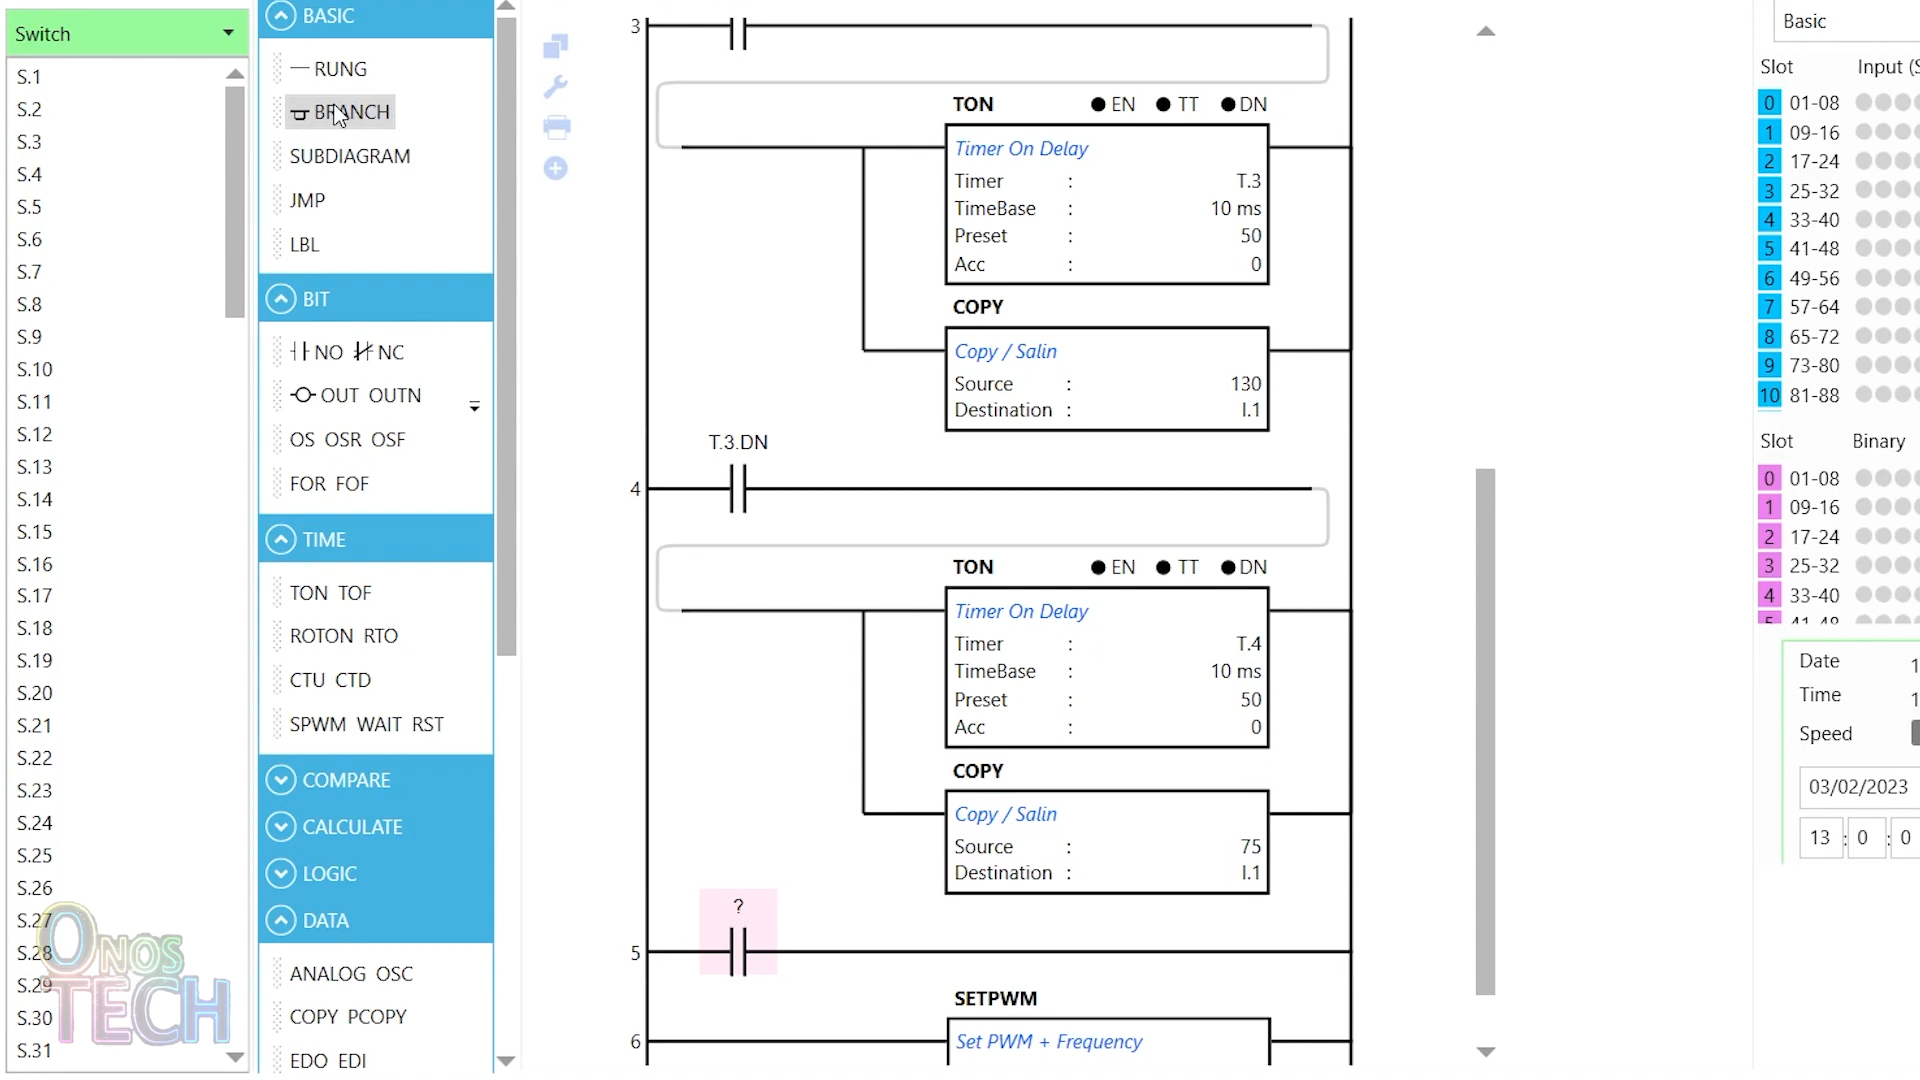 Switch
S.1
S.2
S.3
S.4
S.5
S.6
S.7
S.8
S.9
S.10
S.11
S.12
S.13
S.14
S.15
S.16
S.17
S.18
S.19
S.20
S.21
S.22
S.23
S.24
S.25
S.26
S.27
S.28
S.29
S.30
S.31
ONOS
TECH
BASIC
RUNG
BRANCH
SUBDIAGRAM
JMP
LBL
BIT
NO NC
OUT OUTN
OS OSR OSF
FOR FOF
TIME
TON TOF
ROTON RTO
CTU CTD
SPWM WAIT RST
COMPARE
CALCULATE
LOGIC
DATA
ANALOG OSC
COPY PCOPY
EDO EDI
3
TON EN TT DN
Timer On Delay
Timer : T.3
TimeBase : 10 ms
Preset : 50
Acc : 0
COPY
Copy / Salin
Source : 130
Destination : I.1
T.3.DN
4
TON EN TT DN
Timer On Delay
Timer : T.4
TimeBase : 10 ms
Preset : 50
Acc : 0
COPY
Copy / Salin
Source : 75
Destination : I.1
?
5
SETPWM
6
Set PWM + Frequency
Basic
Slot Input (S
0 01-08
1 09-16
2 17-24
3 25-32
4 33-40
5 41-48
6 49-56
7 57-64
8 65-72
9 73-80
10 81-88
Slot Binary
0 01-08
1 09-16
2 17-24
3 25-32
4 33-40
5 41-48
Date 1
Time 1
Speed
03/02/2023
13 : 0 : 0